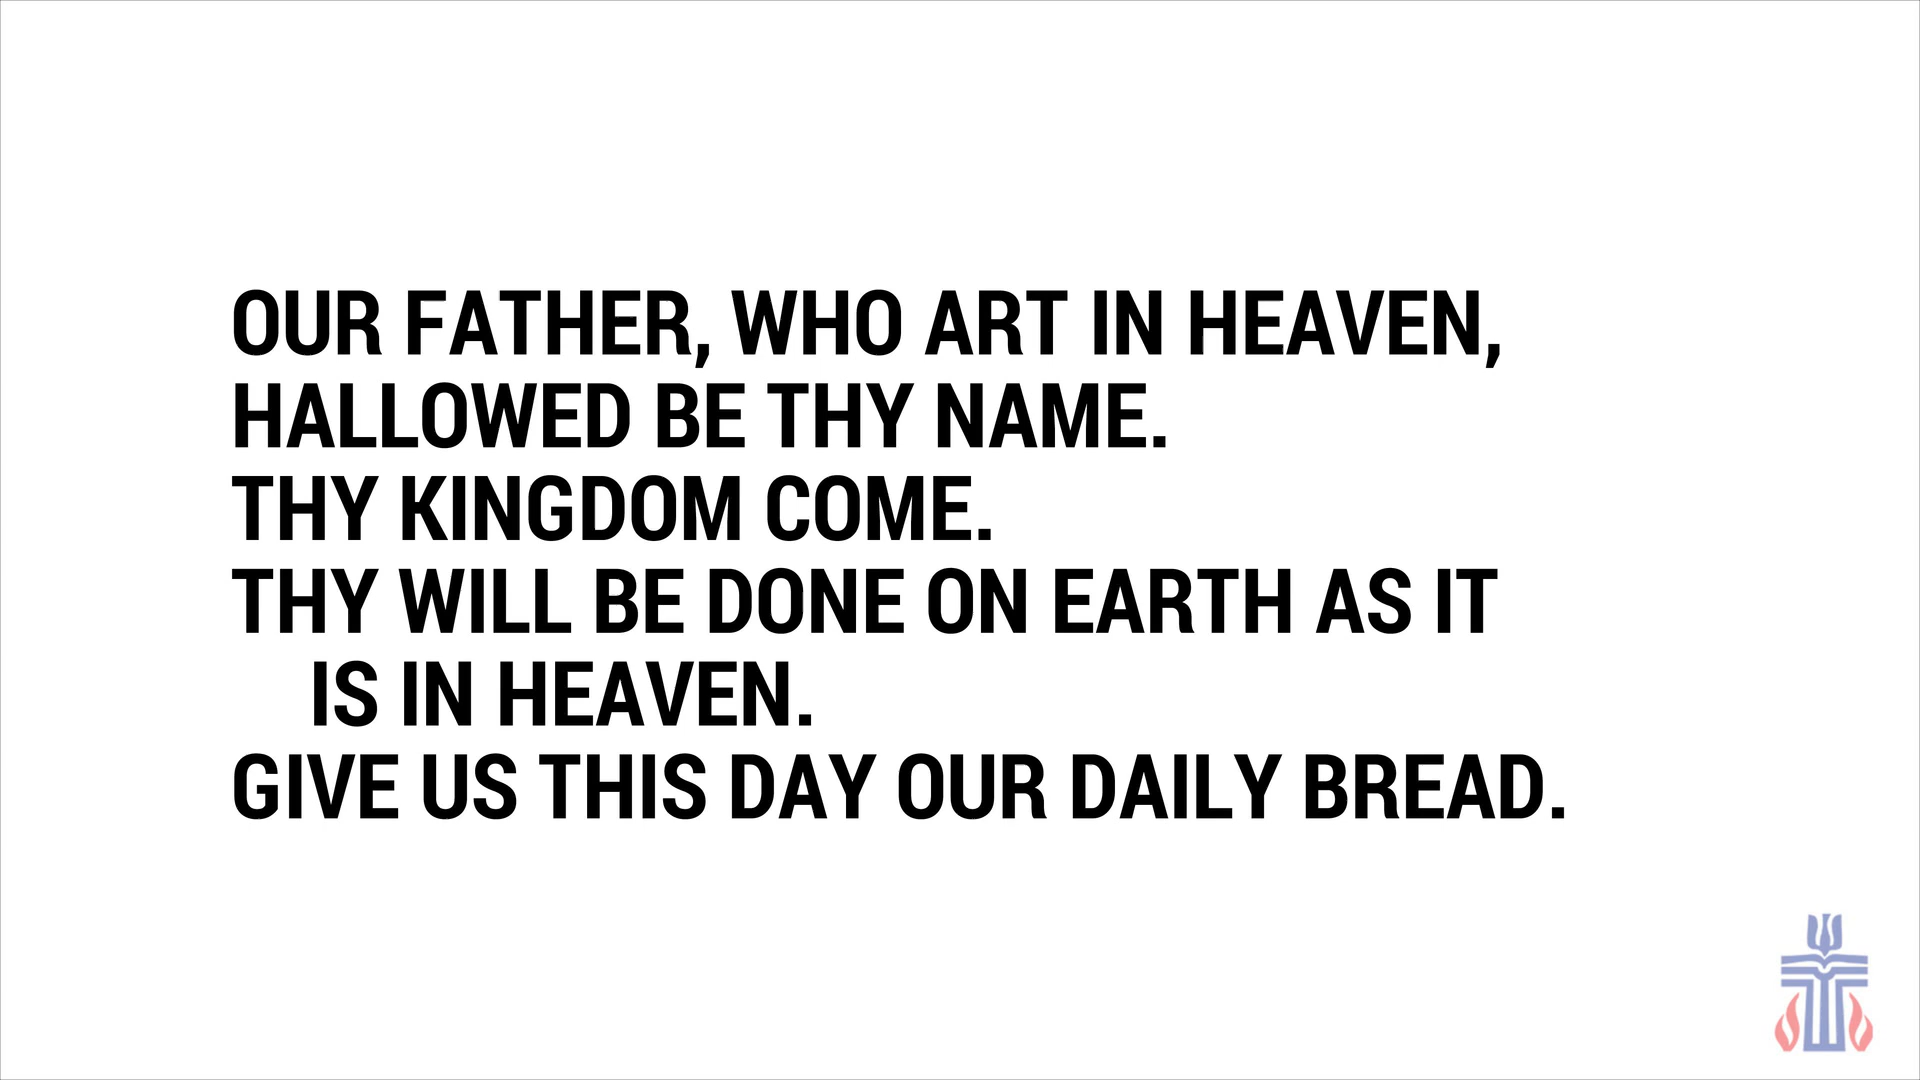 OUR FATHER, WHO ART IN HEAVEN,
HALLOWED BE THY NAME.
THY KINGDOM COME.
THY WILL BE DONE ON EARTH AS IT
IS IN HEAVEN.
GIVE US THIS DAY OUR DAILY BREAD.